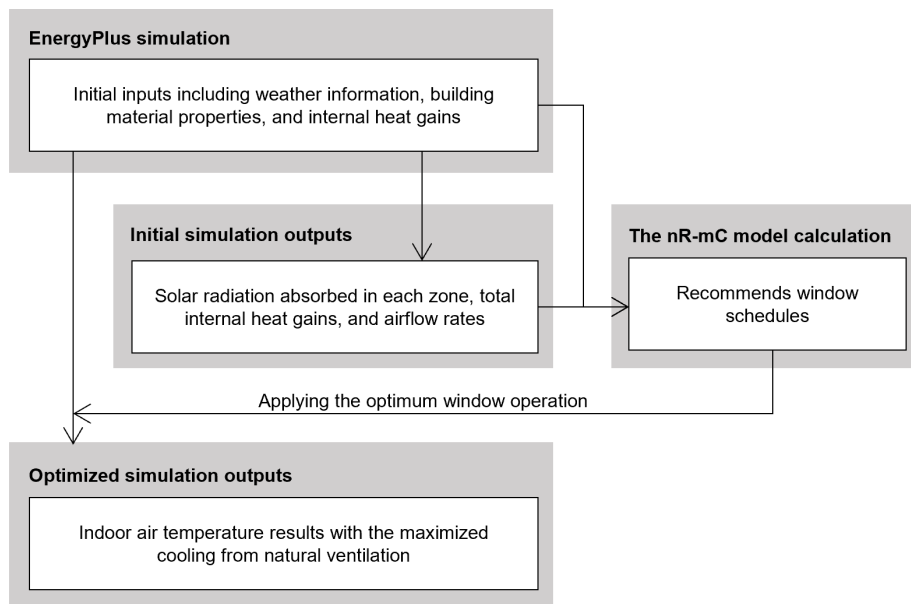 EnergyPlus simulation
Initial inputs including weather information, building
material properties, and internal heat gains
Initial simulation outputs
Solar radiation absorbed in each zone, total
internal heat gains, and airflow rates
The nR-mC model calculation
Recommends window
schedules
Applying the optimum window operation
Optimized simulation outputs
Indoor air temperature results with the maximized
cooling from natural ventilation